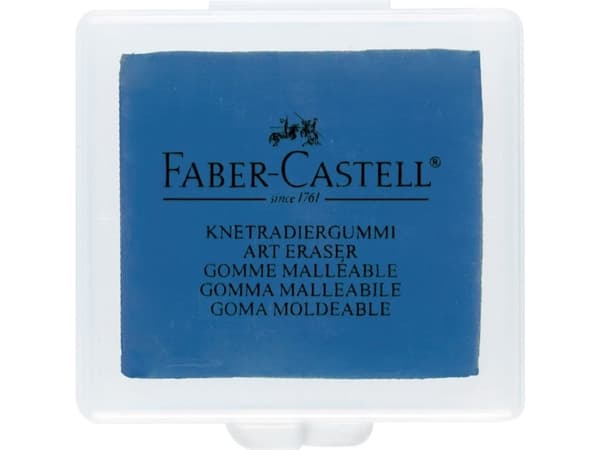 FABER-CASTELL®
since 1761
KNETRADIERGUMMI
ART ERASER
GOMME MALLÉABLE
GOMMA MALLEABILE
GOMA MOLDEABLE